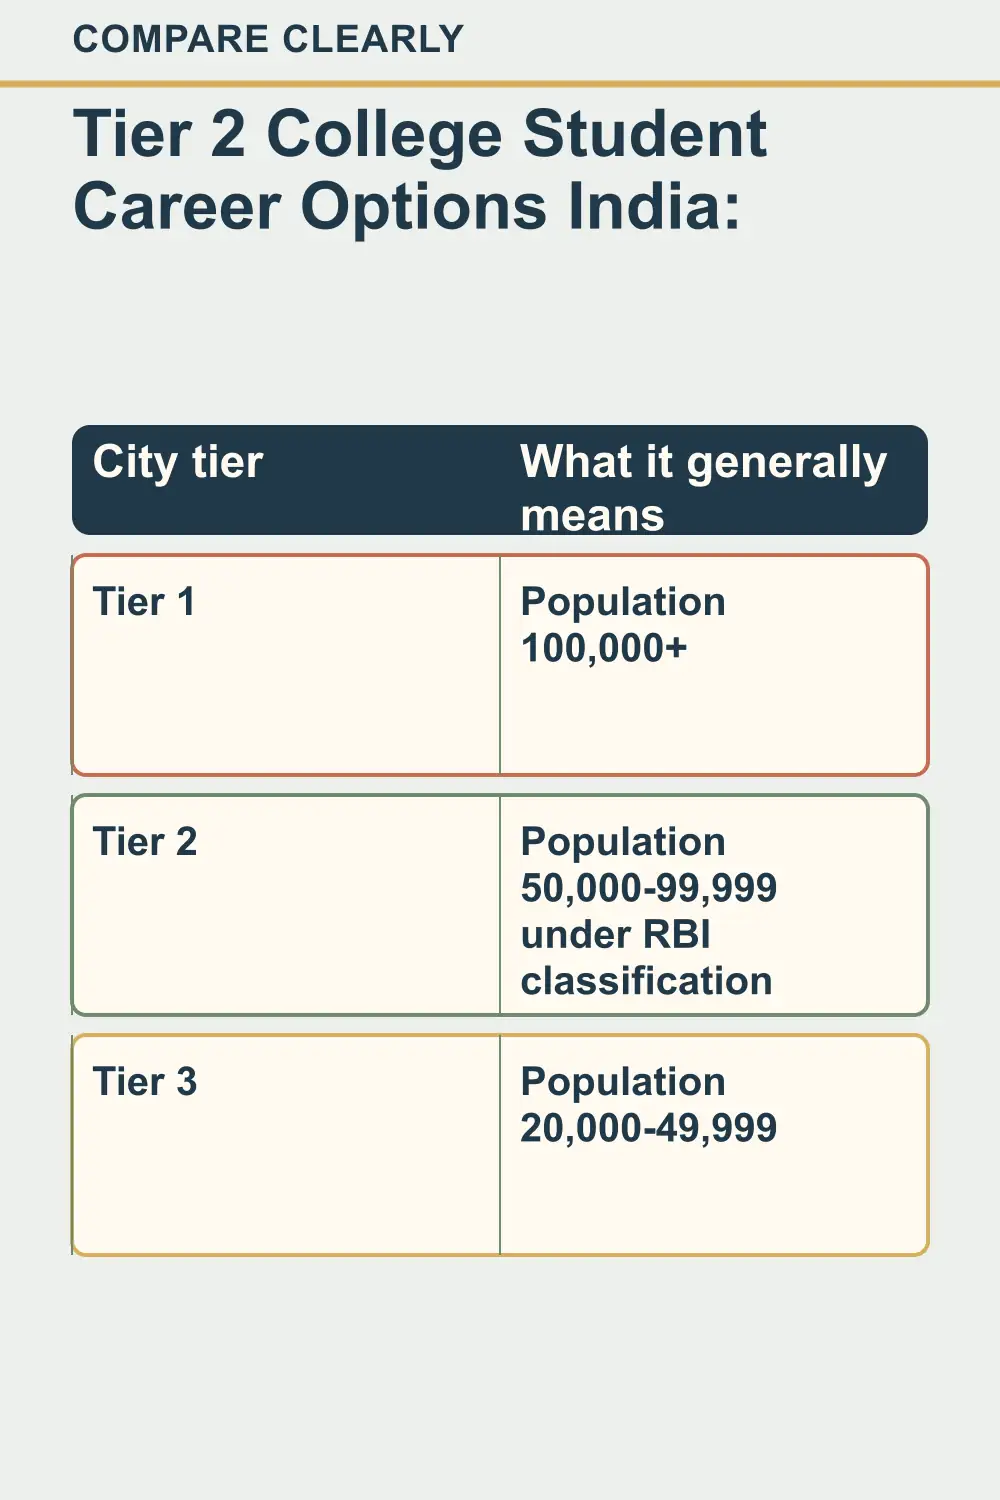 COMPARE CLEARLY
Tier 2 College Student
Career Options India:
City tier
What it generally
means
Tier 1
Population
100,000+
Tier 2
Population
50,000-99,999
under RBI
classification
Tier 3
Population
20,000-49,999